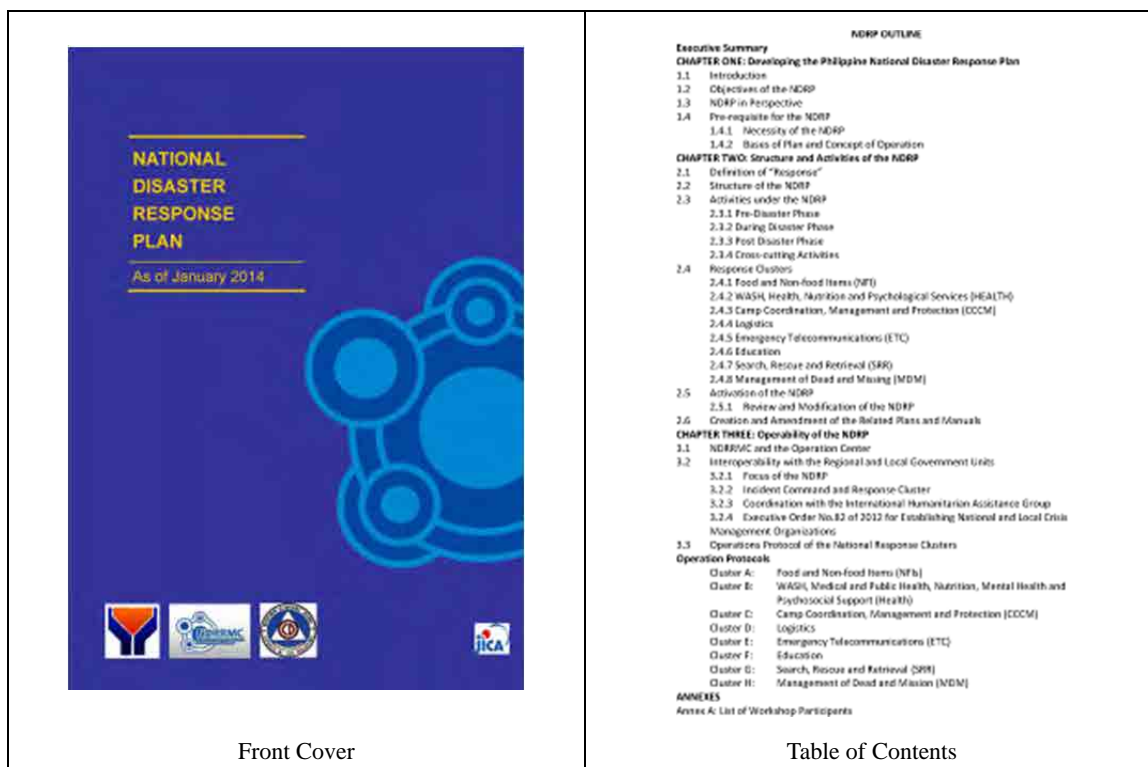 NATIONAL
DISASTER
RESPONSE
PLAN
As of January 2014
NDRRMC
jICA
Front Cover
NDRP OUTLINE
Executive Summary
CHAPTER ONE: Developing the Philippine National Disaster Response Plan
1.1 Introduction
1.2 Objectives of the NDRP
1.3 NDRP in Perspective
1.4 Pre-requisite for the NDRP
1.4.1 Necessity of the NDRP
1.4.2 Bases of Plan and Concept of Operation
CHAPTER TWO: Structure and Activities of the NDRP
2.1 Definition of "Response"
2.2 Structure of the NDRP
2.3 Activities under the NDRP
2.3.1 Pre-Disaster Phase
2.3.2 During Disaster Phase
2.3.3 Post Disaster Phase
2.3.4 Cross-cutting Activities
2.4 Response Clusters
2.4.1 Food and Non-food Items (NFI)
2.4.2 WASH, Health, Nutrition and Psychological Services (HEALTH)
2.4.3 Camp Coordination, Management and Protection (CCCM)
2.4.4 Logistics
2.4.5 Emergency Telecommunications (ETC)
2.4.6 Education
2.4.7 Search, Rescue and Retrieval (SRR)
2.4.8 Management of Dead and Missing (MDM)
2.5 Activation of the NDRP
2.5.1 Review and Modification of the NDRP
2.6 Creation and Amendment of the Related Plans and Manuals
CHAPTER THREE: Operability of the NDRP
3.1 NDRRMC and the Operation Center
3.2 Interoperability with the Regional and Local Government Units
3.2.1 Focus of the NDRP
3.2.2 Incident Command and Response Cluster
3.2.3 Coordination with the International Humanitarian Assistance Group
3.2.4 Executive Order No.82 of 2012 for Establishing National and Local Crisis
Management Organizations
3.3 Operations Protocol of the National Response Clusters
Operation Protocols
Cluster A: Food and Non-food Items (NFIs)
Cluster B: WASH, Medical and Public Health, Nutrition, Mental Health and
Psychosocial Support (Health)
Cluster C: Camp Coordination, Management and Protection (CCCM)
Cluster D: Logistics
Cluster E: Emergency Telecommunications (ETC)
Cluster F: Education
Cluster G: Search, Rescue and Retrieval (SRR)
Cluster H: Management of Dead and Mission (MDM)
ANNEXES
Annex A: List of Workshop Participants
Table of Contents